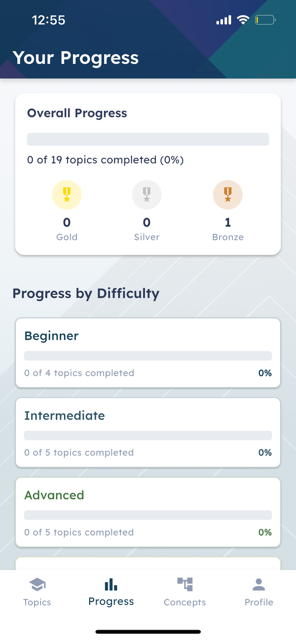 12:55
Your Progress
Overall Progress
0 of 19 topics completed (0%)
0 0 1
Gold Silver Bronze
Progress by Difficulty
Beginner
0 of 4 topics completed 0%
Intermediate
0 of 5 topics completed 0%
Advanced
0 of 5 topics completed 0%
Topics Progress Concepts Profile